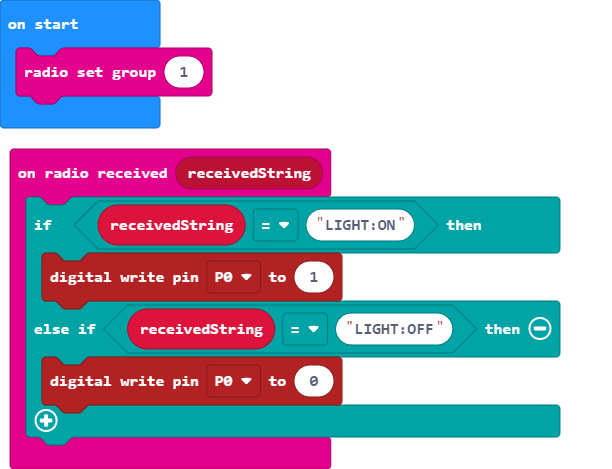 on start
radio set group 1
on radio received receivedString
if receivedString = "LIGHT:ON" then
digital write pin P0 to 1
else if receivedString = "LIGHT:OFF" then
digital write pin P0 to 0